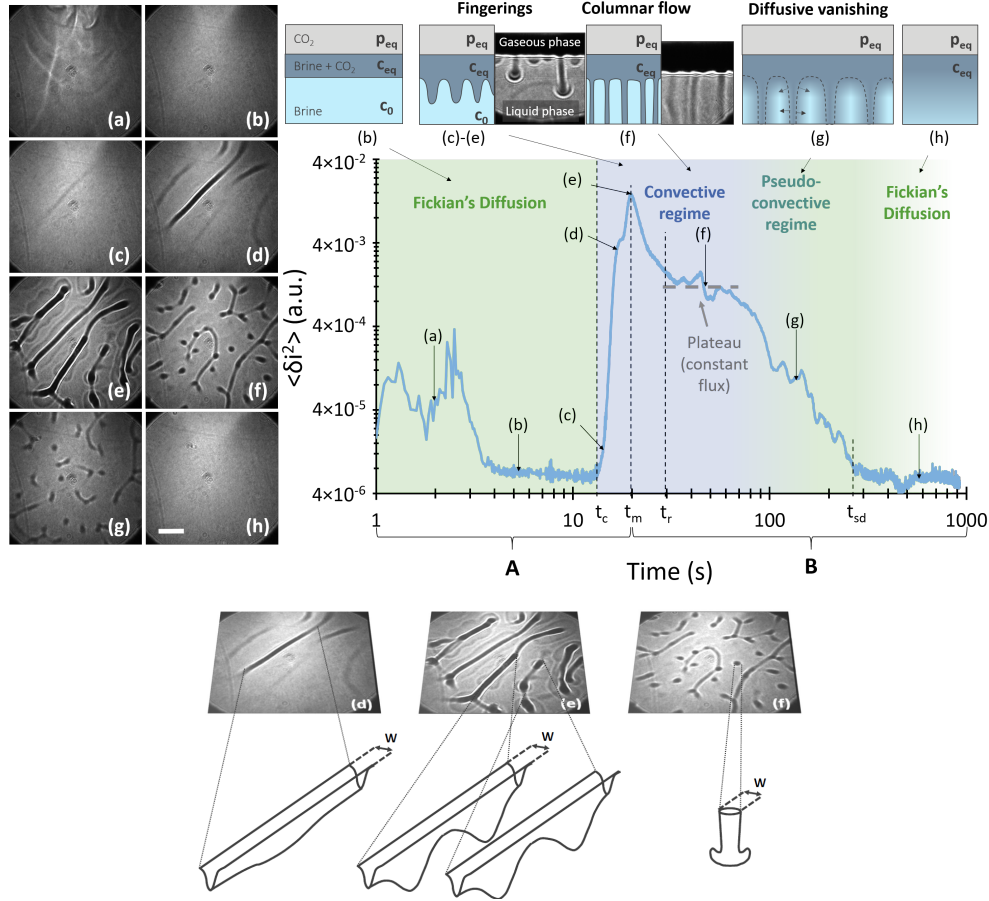 Fingerings
Columnar flow
Diffusive vanishing
CO₂
p_eq
Brine + CO₂
c_eq
Brine
c₀
p_eq
c_eq
c₀
Gaseous phase
Liquid phase
p_eq
c_eq
p_eq
c_eq
p_eq
c_eq
(b)
(c)-(e)
(f)
(g)
(h)
(a)
(b)
(c)
(d)
(e)
(f)
(g)
(h)
<δi²> (a.u.)
4×10⁻²
4×10⁻³
4×10⁻⁴
4×10⁻⁵
4×10⁻⁶
Fickian's Diffusion
Convective
regime
Pseudo-
convective
regime
Fickian's
Diffusion
(a)
(b)
(c)
(d)
(e)
(f)
(g)
(h)
Plateau
(constant
flux)
1
10
t_c
t_m
t_r
100
t_sd
1000
A
Time (s)
B
(d)
(e)
(f)
w
w
w